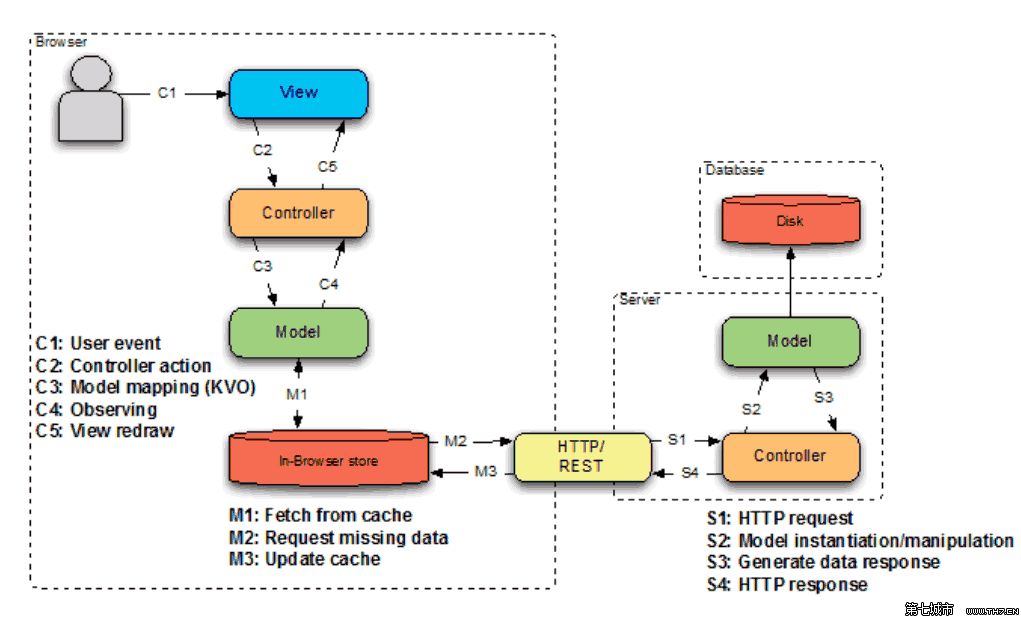 Browser
C1
View
C2
C5
Controller
C3
C4
Model
C1: User event
C2: Controller action
C3: Model mapping (KVO)
C4: Observing
C5: View redraw
M1
In-Browser store
M2
M3
HTTP/
REST
M1: Fetch from cache
M2: Request missing data
M3: Update cache
Database
Disk
Server
Model
S2
S3
S1
S4
Controller
S1: HTTP request
S2: Model instantiation/manipulation
S3: Generate data response
S4: HTTP response
第七城市 WWW.TH7.CN